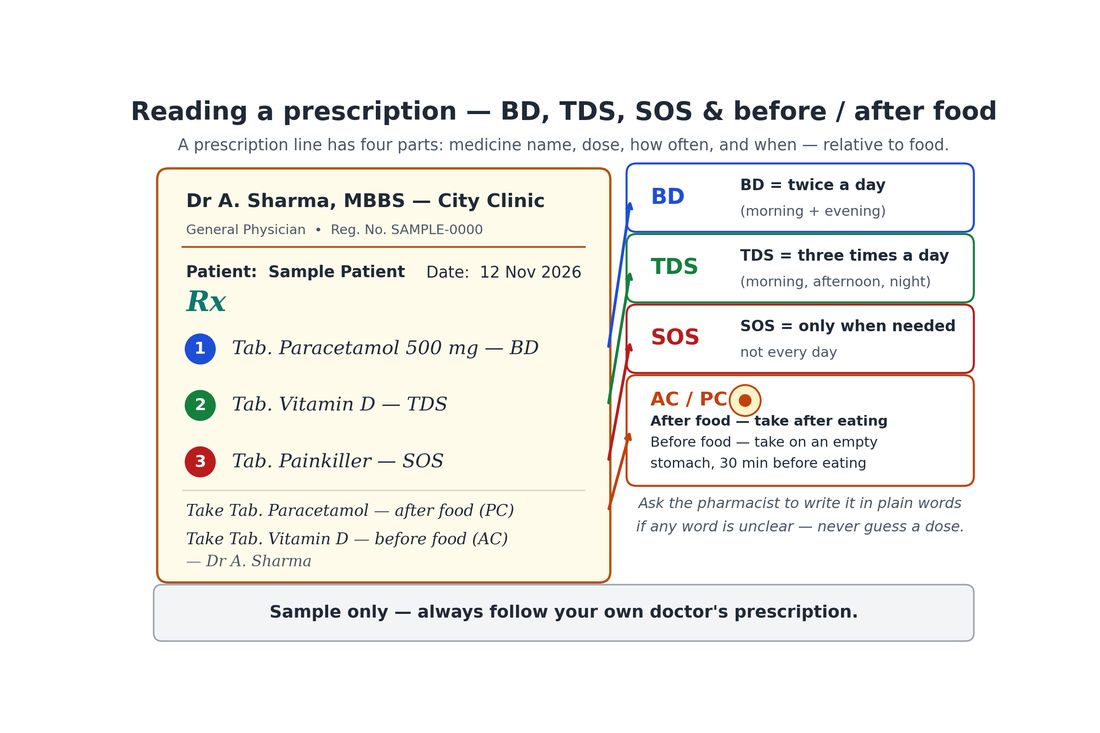 Reading a prescription — BD, TDS, SOS & before / after food
A prescription line has four parts: medicine name, dose, how often, and when — relative to food.
Dr A. Sharma, MBBS — City Clinic
General Physician • Reg. No. SAMPLE-0000
Patient: Sample Patient Date: 12 Nov 2026
Rx
1 Tab. Paracetamol 500 mg — BD
2 Tab. Vitamin D — TDS
3 Tab. Painkiller — SOS
Take Tab. Paracetamol — after food (PC)
Take Tab. Vitamin D — before food (AC)
— Dr A. Sharma
BD
BD = twice a day
(morning + evening)
TDS
TDS = three times a day
(morning, afternoon, night)
SOS
SOS = only when needed
not every day
AC / PC
After food — take after eating
Before food — take on an empty
stomach, 30 min before eating
Ask the pharmacist to write it in plain words
if any word is unclear — never guess a dose.
Sample only — always follow your own doctor's prescription.